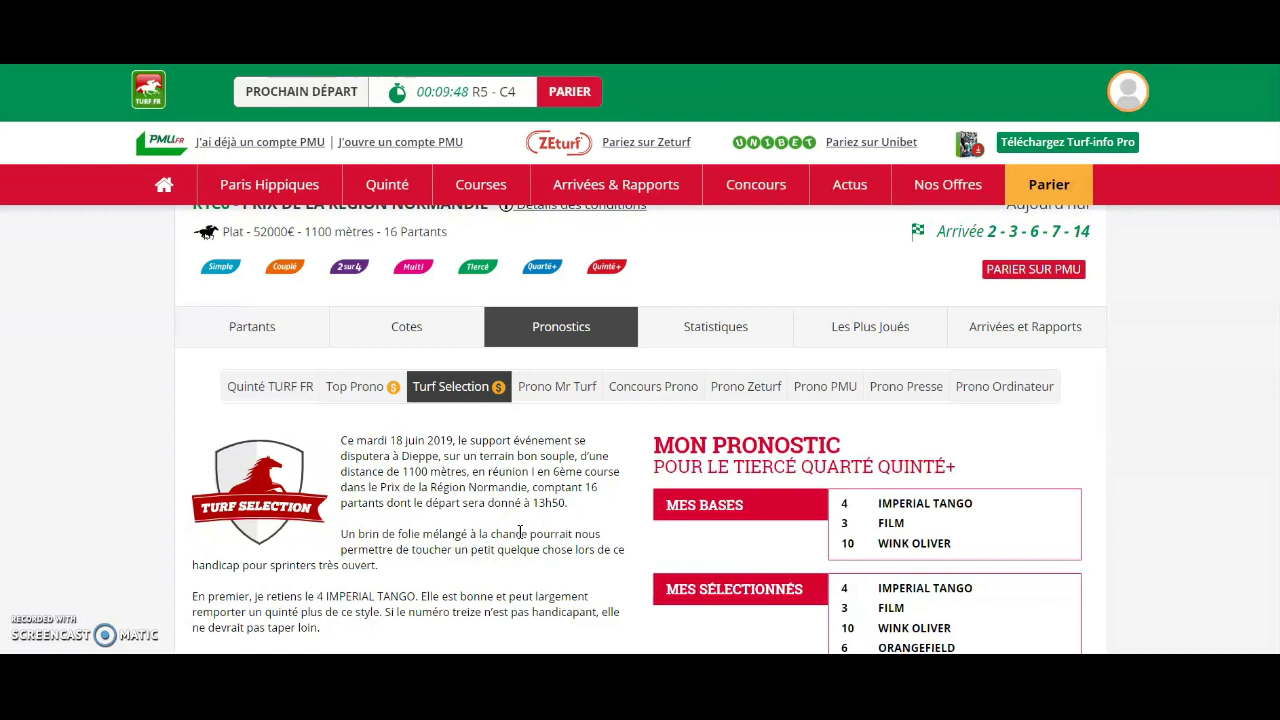 TURF FR
PROCHAIN DÉPART 00:09:48 R5 - C4 PARIER
PMU.FR J'ai déjà un compte PMU | J'ouvre un compte PMU ZEturf Pariez sur Zeturf UNIBET Pariez sur Unibet Téléchargez Turf-info Pro
Paris Hippiques Quinté Courses Arrivées & Rapports Concours Actus Nos Offres Parier
PRIX DE LA REGION NORMANDIE Détails des conditions Aujourd'hui
Plat - 52000€ - 1100 mètres - 16 Partants Arrivée 2 - 3 - 6 - 7 - 14
Simple Couplé 2sur4 Multi Tiercé Quarté+ Quinté+ PARIER SUR PMU
Partants Cotes Pronostics Statistiques Les Plus Joués Arrivées et Rapports
Quinté TURF FR Top Prono Turf Selection Prono Mr Turf Concours Prono Prono Zeturf Prono PMU Prono Presse Prono Ordinateur
TURF SELECTION
Ce mardi 18 juin 2019, le support événement se
disputera à Dieppe, sur un terrain bon souple, d'une
distance de 1100 mètres, en réunion I en 6ème course
dans le Prix de la Région Normandie, comptant 16
partants dont le départ sera donné à 13h50.
Un brin de folie mélangé à la chance pourrait nous
permettre de toucher un petit quelque chose lors de ce
handicap pour sprinters très ouvert.
En premier, je retiens le 4 IMPERIAL TANGO. Elle est bonne et peut largement
remporter un quinté plus de ce style. Si le numéro treize n'est pas handicapant, elle
ne devrait pas taper loin.
MON PRONOSTIC
POUR LE TIERCÉ QUARTÉ QUINTÉ+
MES BASES
4 IMPERIAL TANGO
3 FILM
10 WINK OLIVER
MES SÉLECTIONNÉS
4 IMPERIAL TANGO
3 FILM
10 WINK OLIVER
6 ORANGEFIELD
RECORDED WITH
SCREENCAST MATIC